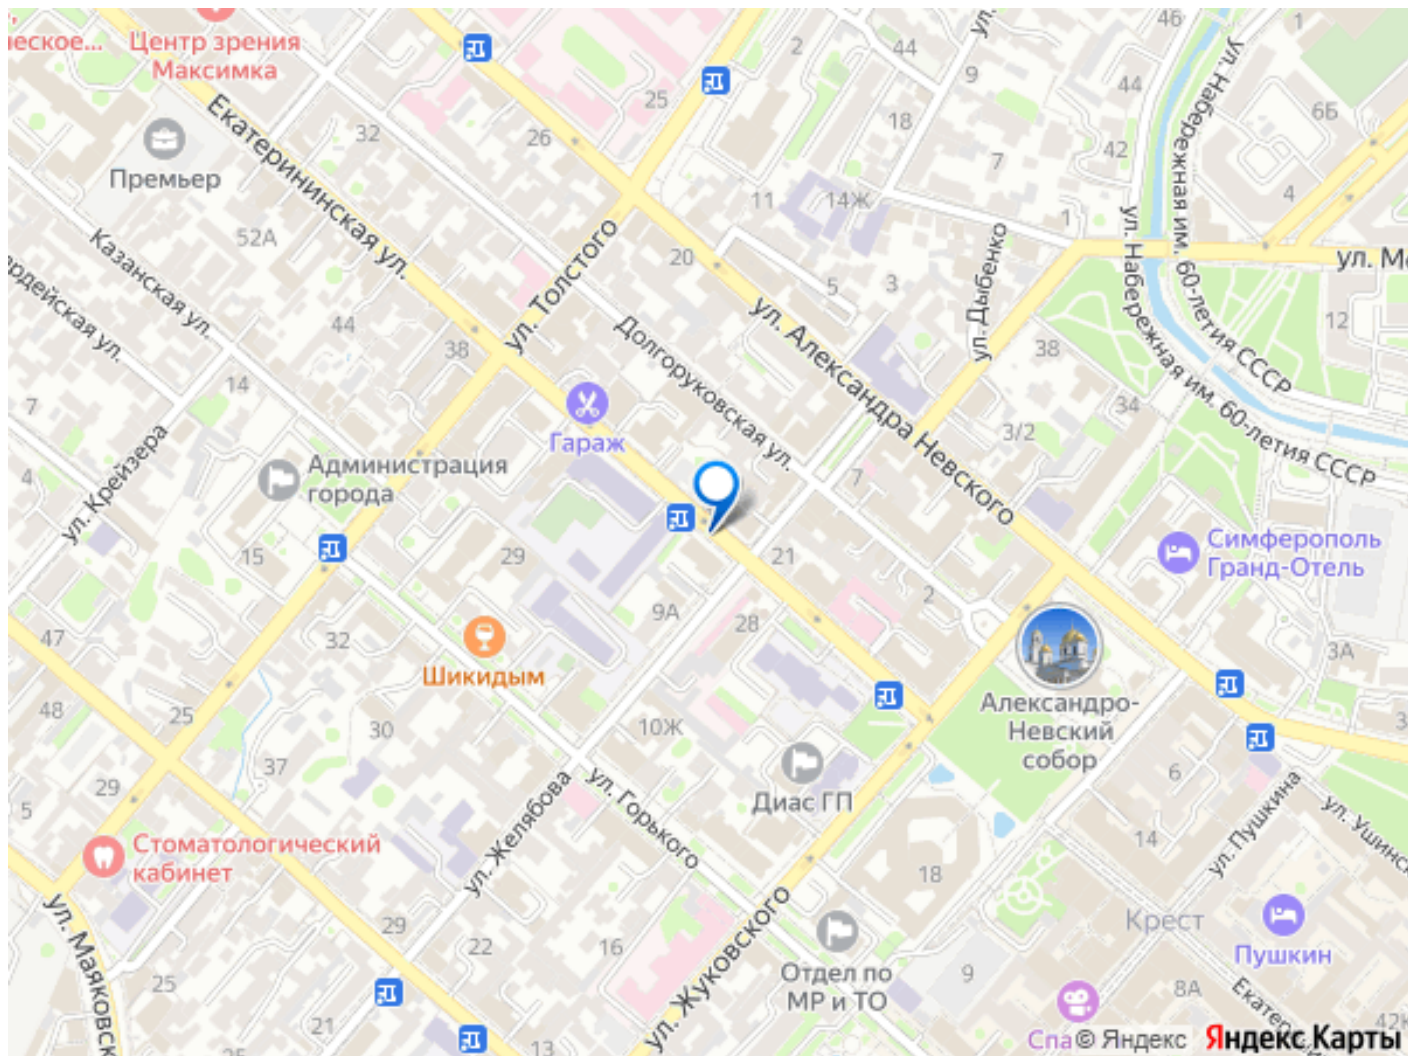 46
1
ул.
44
2
ческое...
Центр зрения
Максимка
9
44
ул. Набережная им. 60-летия СССР
6Б
25
Екатерининская ул.
32
26
18
42
Премьер
7
4
11
14Ж
1
ул. Толстого
52А
20
ул. Дыбенко
ул. Набережная им. 60-летия СССР
ул. М
Казанская ул.
5
3
ул. Александра Невского
12
44
Долгоруковская ул.
38
38
14
7
34
Гараж
3/2
ул. Крейзера
4
Администрация
города
7
Симферополь
Гранд-Отель
15
29
21
2
9А
28
47
32
3А
Шикидым
48
25
30
10Ж
Александро-
Невский
собор
37
6
29
ул. Желябова
ул. Горького
Диас ГП
5
ул. Пушкина
14
Стоматологический
кабинет
18
ул. Маяковск
29
22
16
ул. Жуковского
Крест
Пушкин
25
Отдел по
МР и ТО
9
8А
Екатер
21
13
42К
Спа
© Яндекс
Яндекс Карты